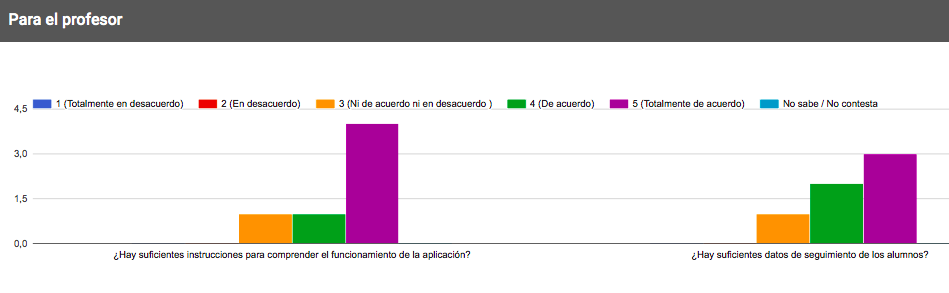 Para el profesor
1 (Totalmente en desacuerdo) 2 (En desacuerdo) 3 (Ni de acuerdo ni en desacuerdo ) 4 (De acuerdo) 5 (Totalmente de acuerdo) No sabe / No contesta
4,5
3,0
1,5
0,0
¿Hay suficientes instrucciones para comprender el funcionamiento de la aplicación? ¿Hay suficientes datos de seguimiento de los alumnos?